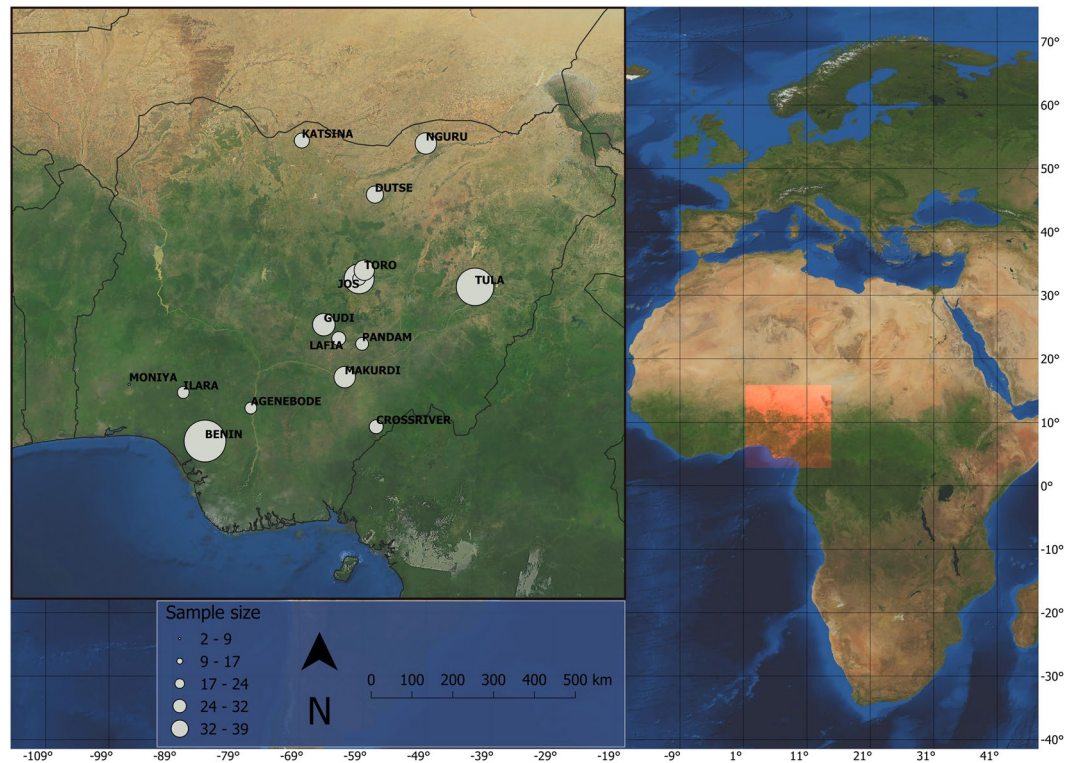 KATSINA
NGURU
DUTSE
TORO
JOS
TULA
GUDI
LAFIA
PANDAM
MAKURDI
MONIYA
ILARA
AGENEBODE
CROSSRIVER
BENIN
Sample size
2 - 9
9 - 17
17 - 24
24 - 32
32 - 39
N
0 100 200 300 400 500 km
70°
60°
50°
40°
30°
20°
10°
0°
-10°
-20°
-30°
-40°
-109° -99° -89° -79° -69° -59° -49° -39° -29° -19° -9° 1° 11° 21° 31° 41°